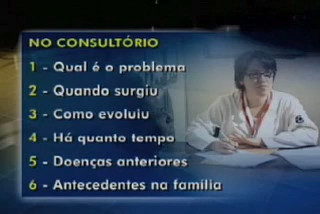 NO CONSULTÓRIO
1 - Qual é o problema
2 - Quando surgiu
3 - Como evoluiu
4 - Há quanto tempo
5 - Doenças anteriores
6 - Antecedentes na família